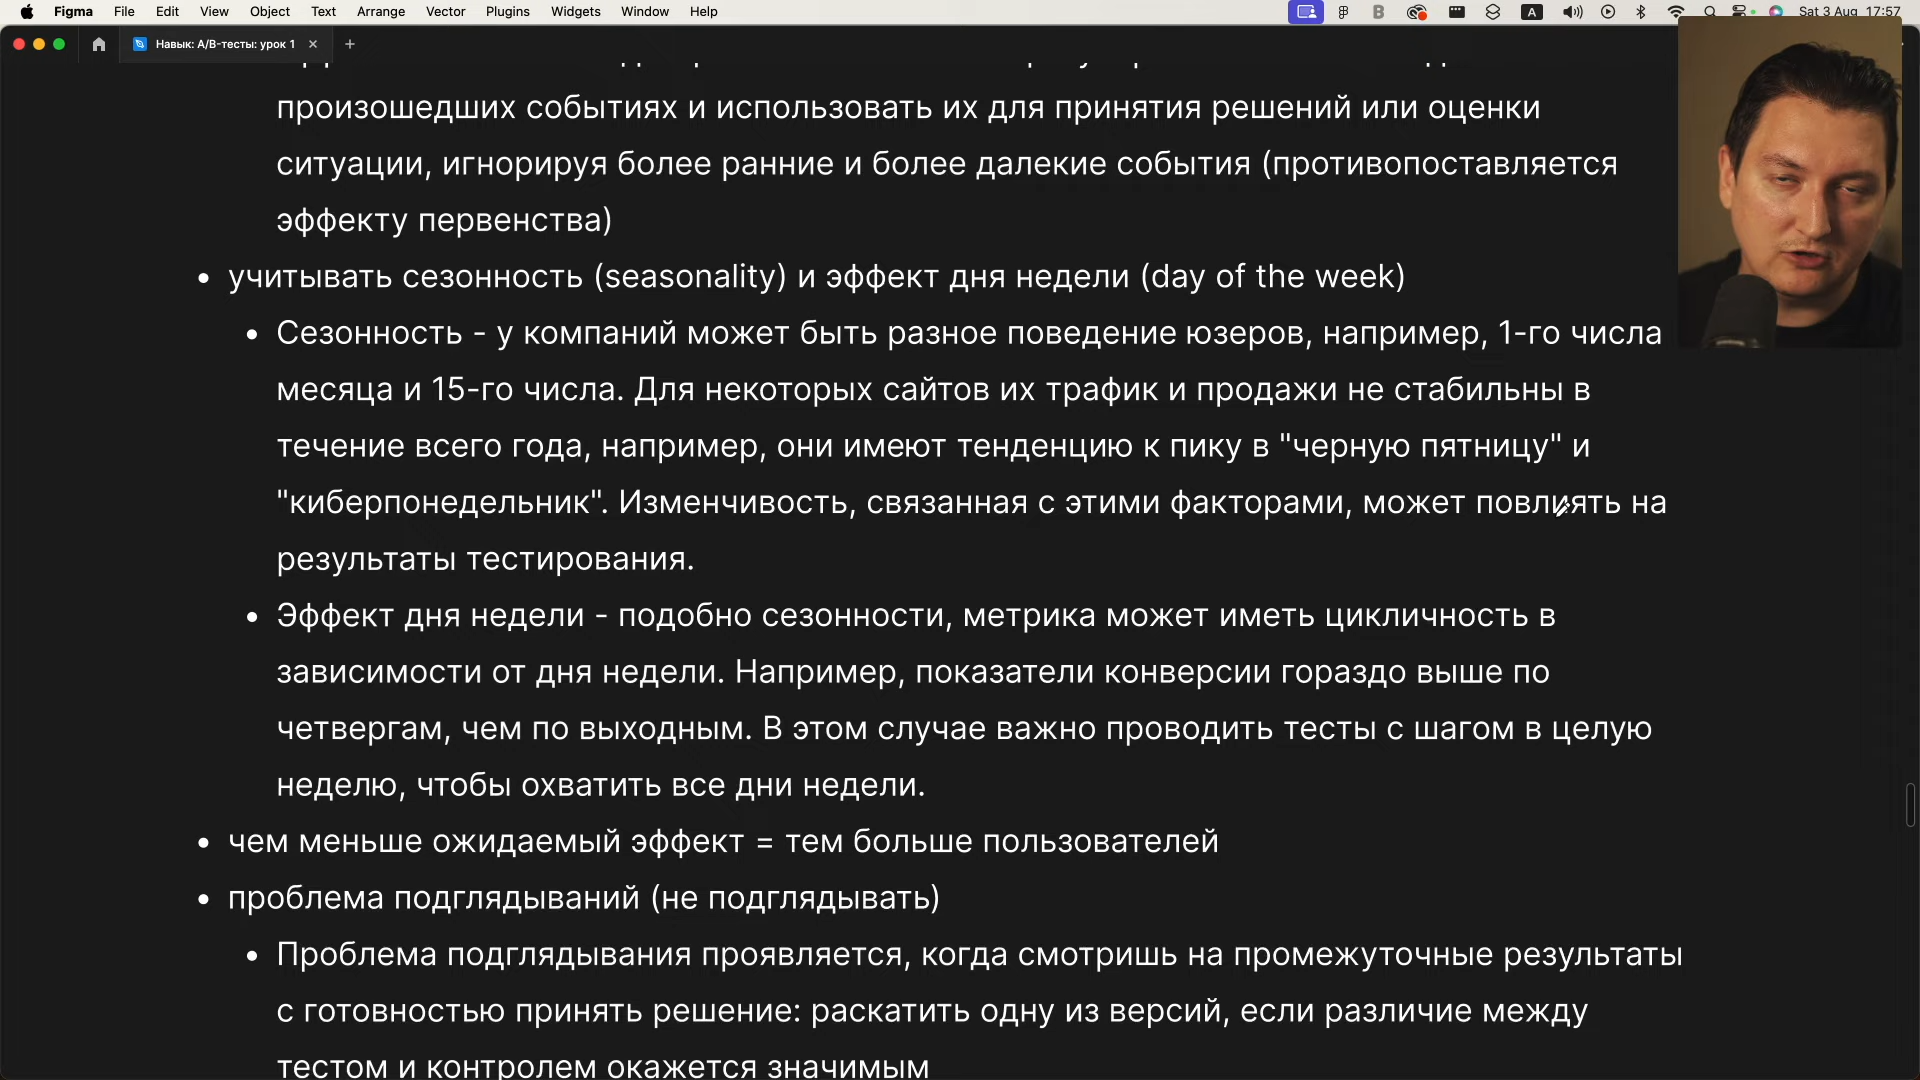 Figma File Edit View Object Text Arrange Vector Plugins Widgets Window Help A Sat 3 Aug 17:57
Навык: A/B-тесты: урок 1
произошедших событиях и использовать их для принятия решений или оценки
ситуации, игнорируя более ранние и более далекие события (противопоставляется
эффекту первенства)
• учитывать сезонность (seasonality) и эффект дня недели (day of the week)
• Сезонность - у компаний может быть разное поведение юзеров, например, 1-го числа
месяца и 15-го числа. Для некоторых сайтов их трафик и продажи не стабильны в
течение всего года, например, они имеют тенденцию к пику в "черную пятницу" и
"киберпонедельник". Изменчивость, связанная с этими факторами, может повлиять на
результаты тестирования.
• Эффект дня недели - подобно сезонности, метрика может иметь цикличность в
зависимости от дня недели. Например, показатели конверсии гораздо выше по
четвергам, чем по выходным. В этом случае важно проводить тесты с шагом в целую
неделю, чтобы охватить все дни недели.
• чем меньше ожидаемый эффект = тем больше пользователей
• проблема подглядываний (не подглядывать)
• Проблема подглядывания проявляется, когда смотришь на промежуточные результаты
с готовностью принять решение: раскатить одну из версий, если различие между
тестом и контролем окажется значимым